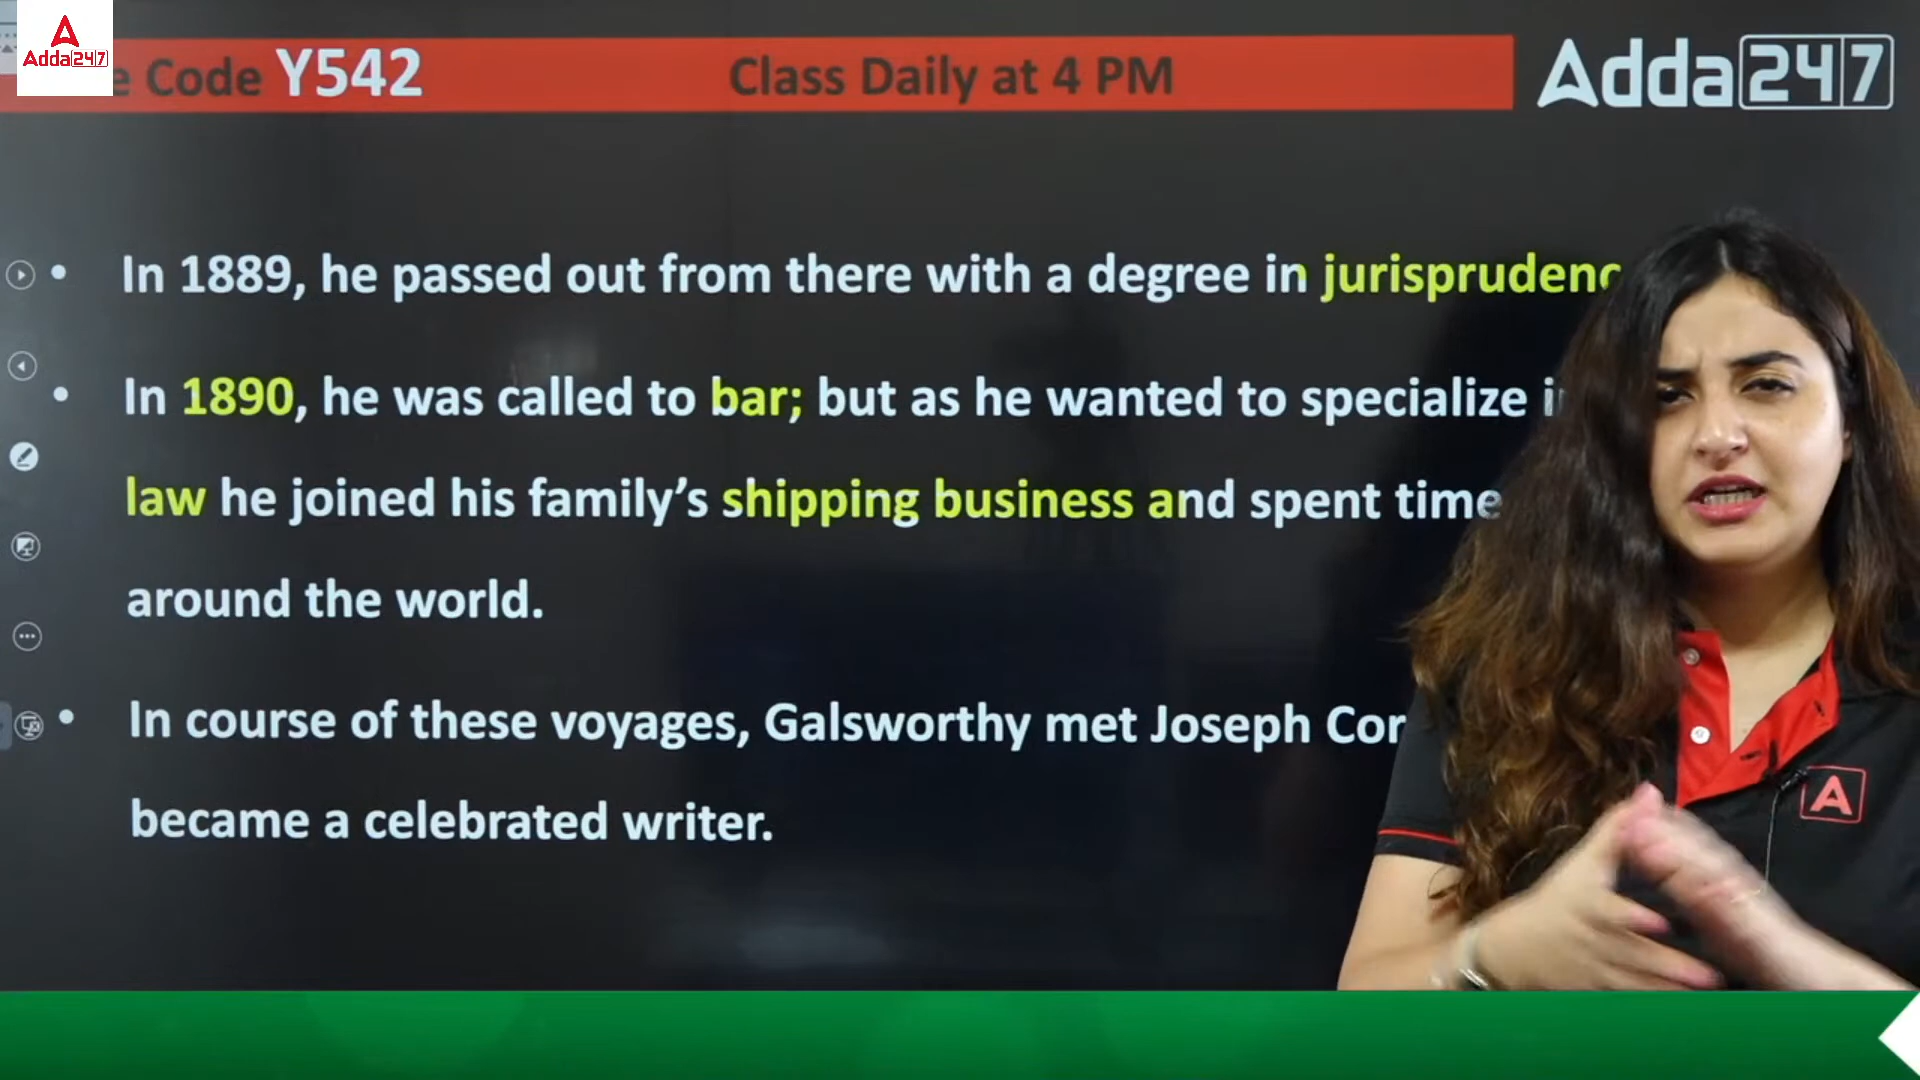 Adda247
Code Y542 Class Daily at 4 PM Adda247
• In 1889, he passed out from there with a degree in
• In 1890, he was called to bar; but as he wanted to specialize
law he joined his family’s shipping business and spent time
around the world.
• In course of these voyages, Galsworthy met Joseph
became a celebrated writer.
A